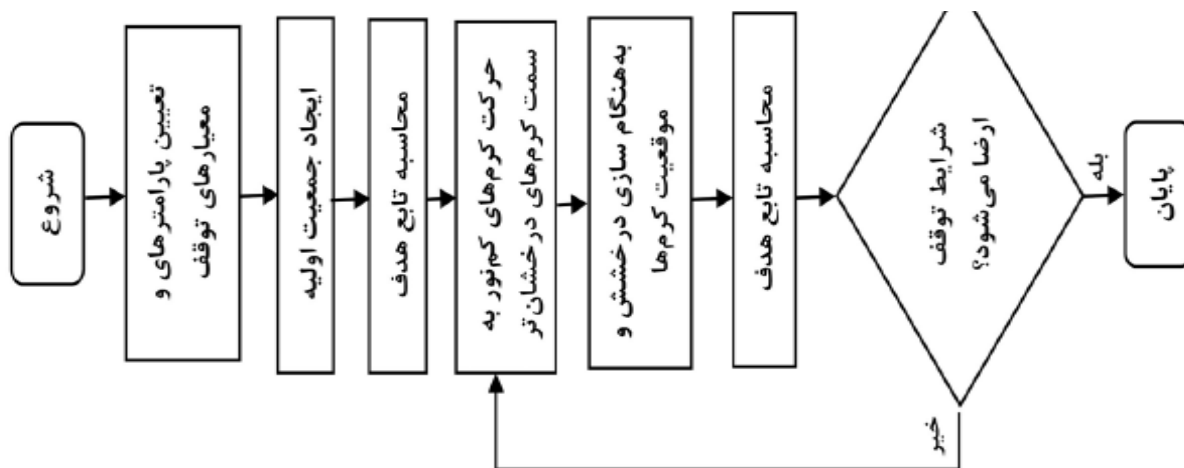 شروع
تعیین پارامترهای و
معیارهای توقف
ایجاد جمعیت اولیه
محاسبه تابع هدف
حرکت کرم‌های کم‌نور به
سمت کرم‌های درخشان‌تر
به‌هنگام سازی درخشش و
موقعیت کرم‌ها
محاسبه تابع هدف
شرایط توقف
ارضا می‌شود؟
بله
پایان
خیر